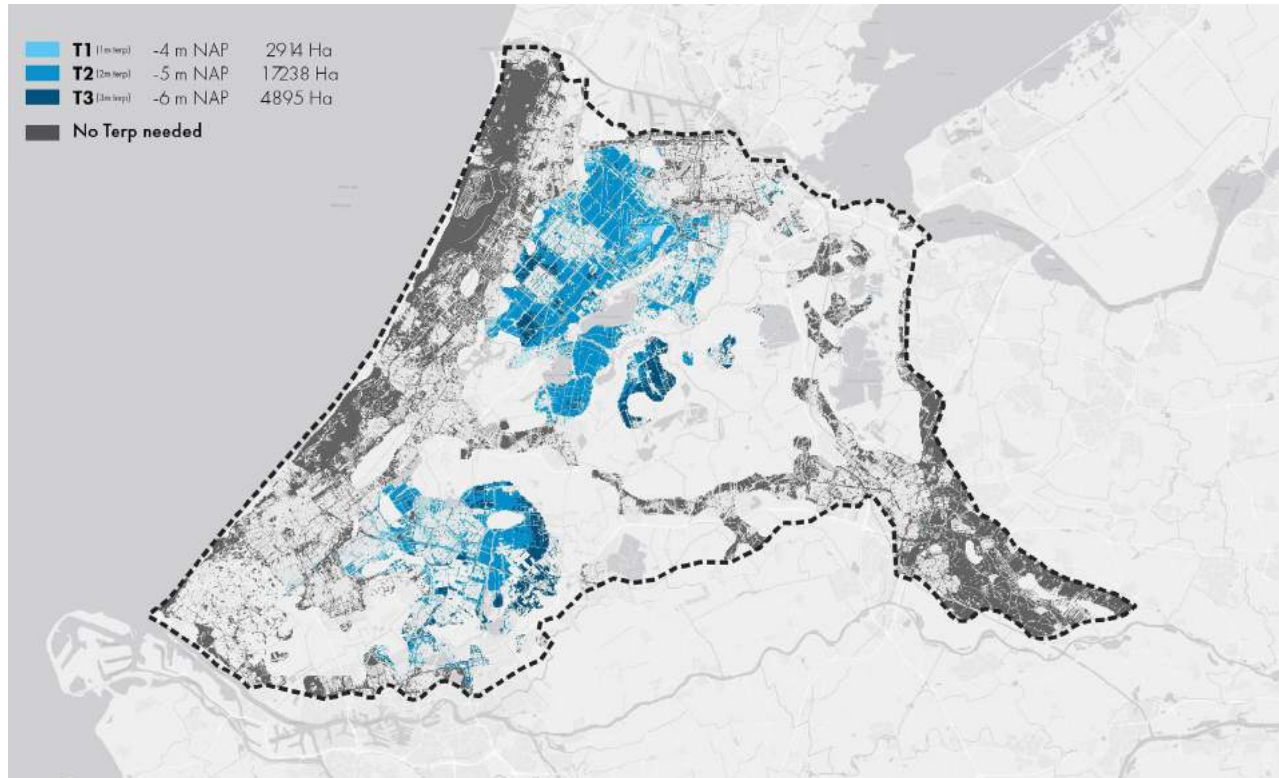 T1 (1m terp) -4 m NAP 2914 Ha
T2 (2m terp) -5 m NAP 17238 Ha
T3 (3m terp) -6 m NAP 4895 Ha
No Terp needed